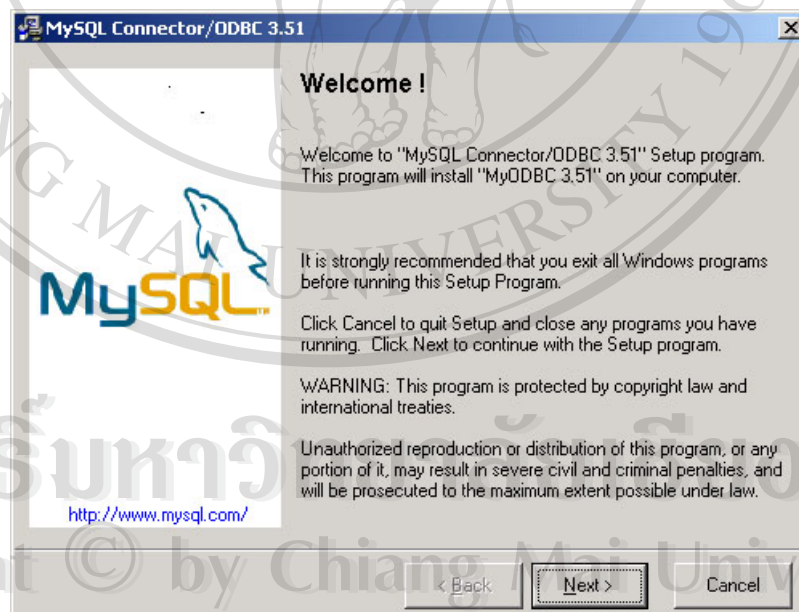 MySQL Connector/ODBC 3.51
Welcome !
Welcome to "MySQL Connector/ODBC 3.51" Setup program.
This program will install "MyODBC 3.51" on your computer.
It is strongly recommended that you exit all Windows programs
before running this Setup Program.
Click Cancel to quit Setup and close any programs you have
running. Click Next to continue with the Setup program.
WARNING: This program is protected by copyright law and
international treaties.
Unauthorized reproduction or distribution of this program, or any
portion of it, may result in severe civil and criminal penalties, and
will be prosecuted to the maximum extent possible under law.
MySQL
http://www.mysql.com/
< Back
Next >
Cancel
MAI UNIVERSITY
© by Chiang Mai Univ